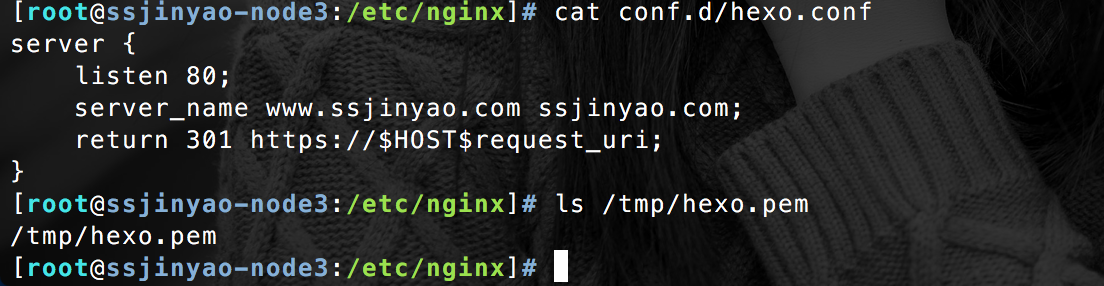 [root@ssjinyao-node3:/etc/nginx]# cat conf.d/hexo.conf
server {
    listen 80;
    server_name www.ssjinyao.com ssjinyao.com;
    return 301 https://$HOST$request_uri;
}
[root@ssjinyao-node3:/etc/nginx]# ls /tmp/hexo.pem
/tmp/hexo.pem
[root@ssjinyao-node3:/etc/nginx]#